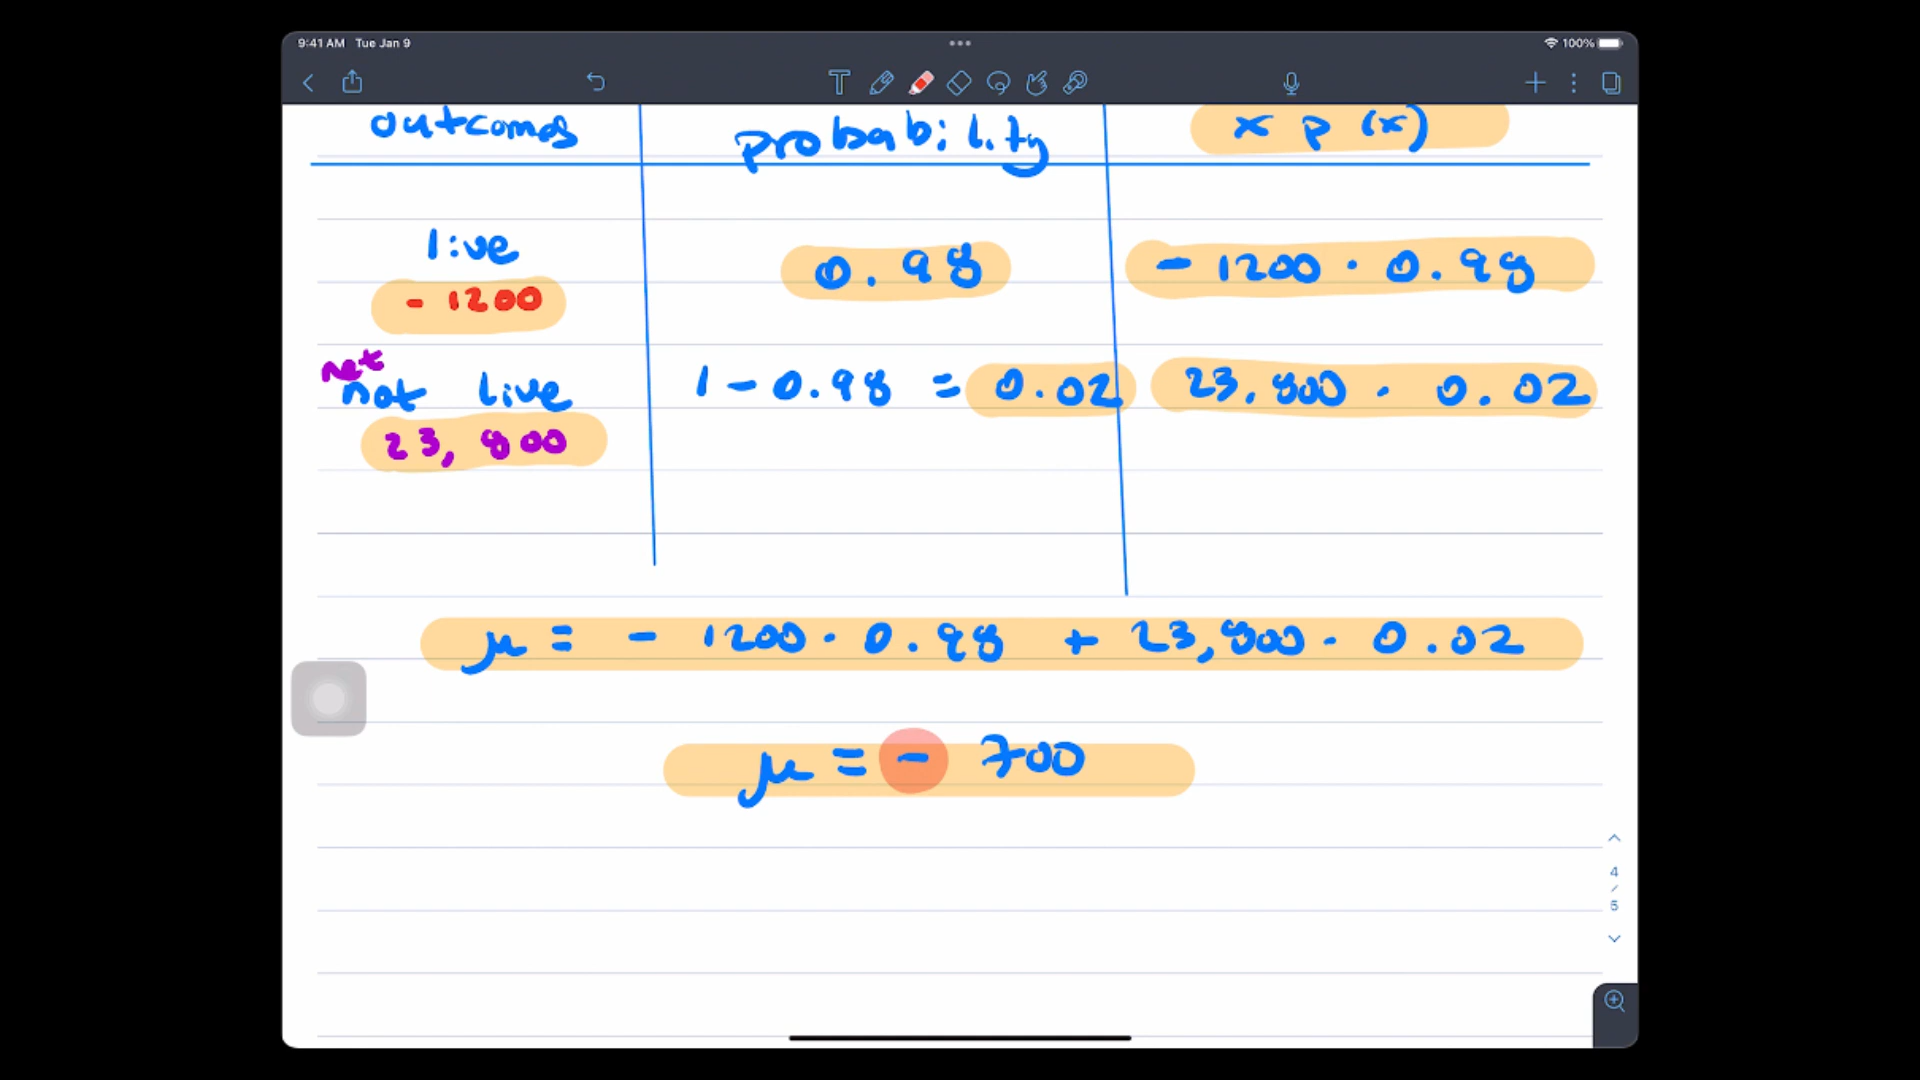 9:41 AM Tue Jan 9
100%
T
outcomes probability x p (x)
live
- 1200 0.98 - 1200 · 0.98
net
not live 1 - 0.98 = 0.02 23,800 · 0.02
23,800
μ = - 1200 · 0.98 + 23,800 · 0.02
μ = - 700
4
/
5